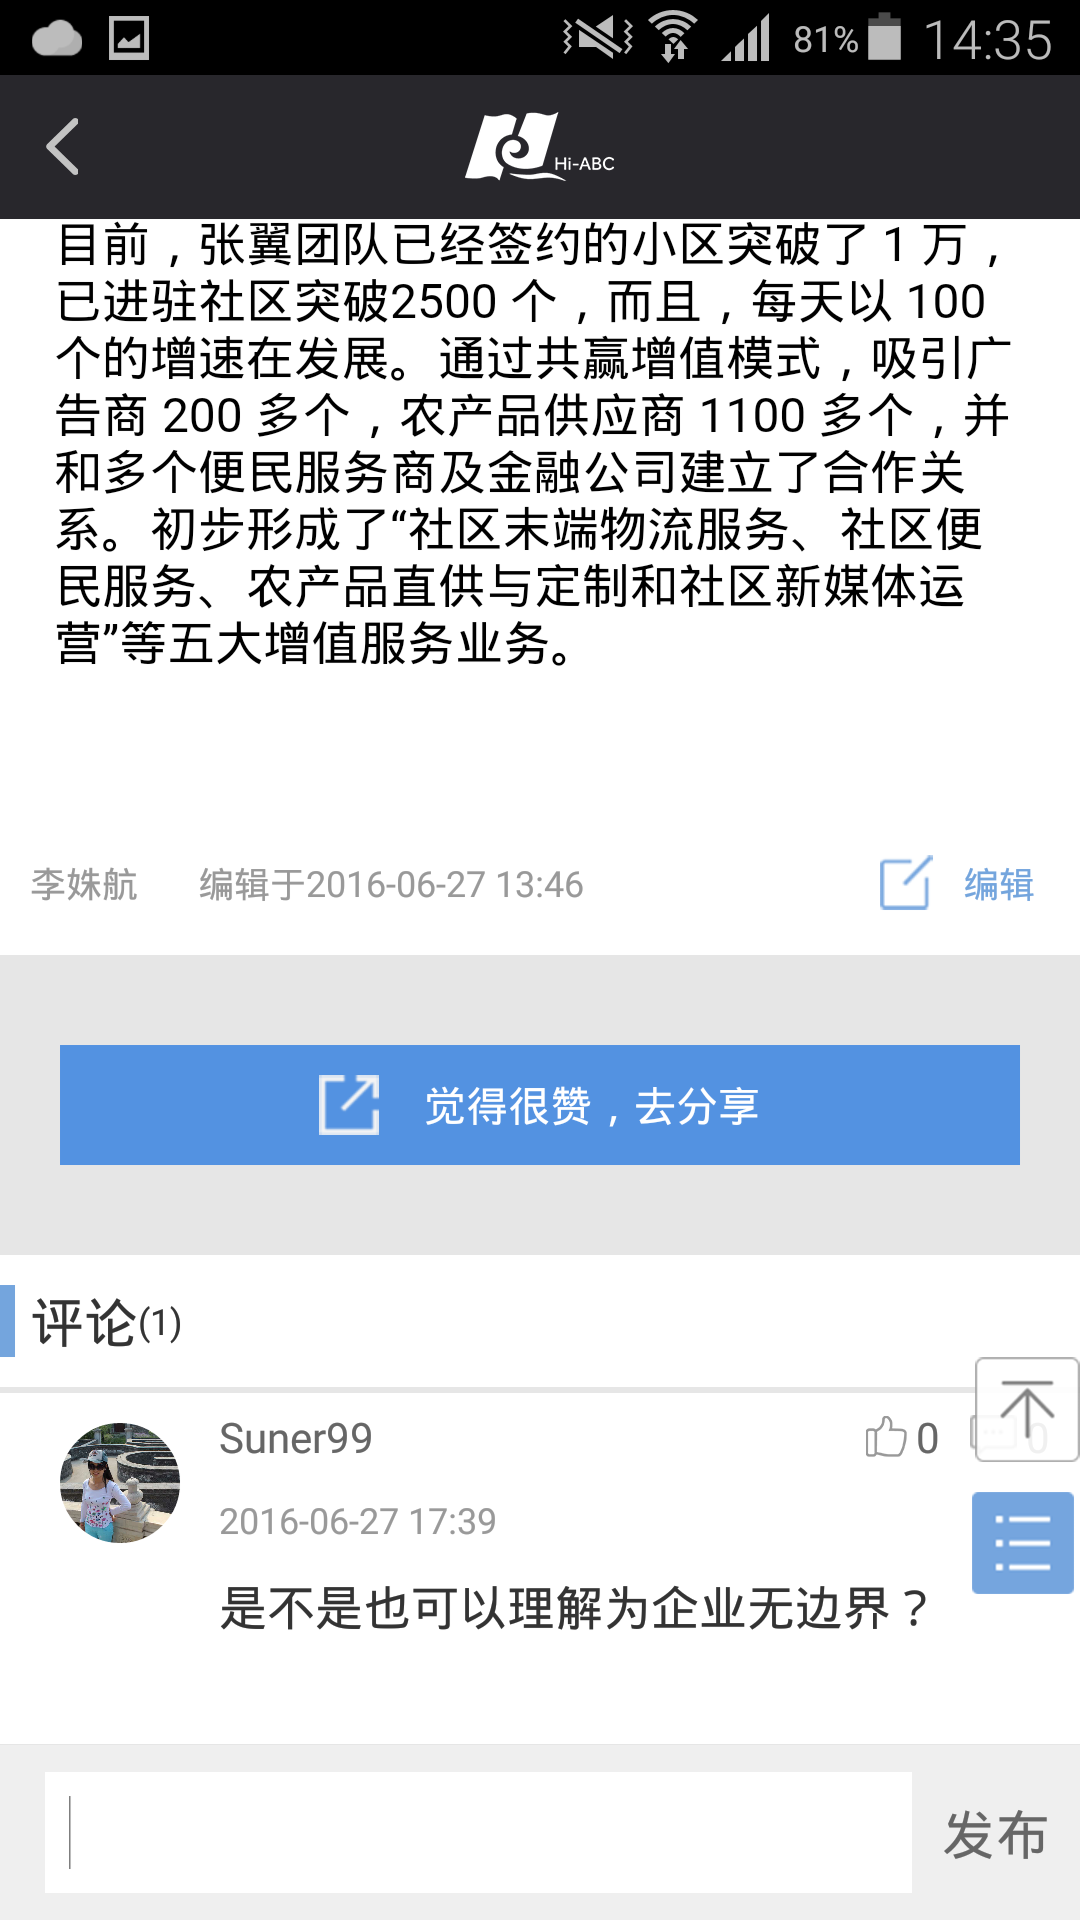 81% 14:35
Hi-ABC
目前，张翼团队已经签约的小区突破了 1 万，
已进驻社区突破2500 个，而且，每天以 100
个的增速在发展。通过共赢增值模式，吸引广
告商 200 多个，农产品供应商 1100 多个，并
和多个便民服务商及金融公司建立了合作关
系。初步形成了“社区末端物流服务、社区便
民服务、农产品直供与定制和社区新媒体运
营”等五大增值服务业务。
李姝航 编辑于2016-06-27 13:46 编辑
觉得很赞，去分享
评论(1)
Suner99 0 0
2016-06-27 17:39
是不是也可以理解为企业无边界？
发布